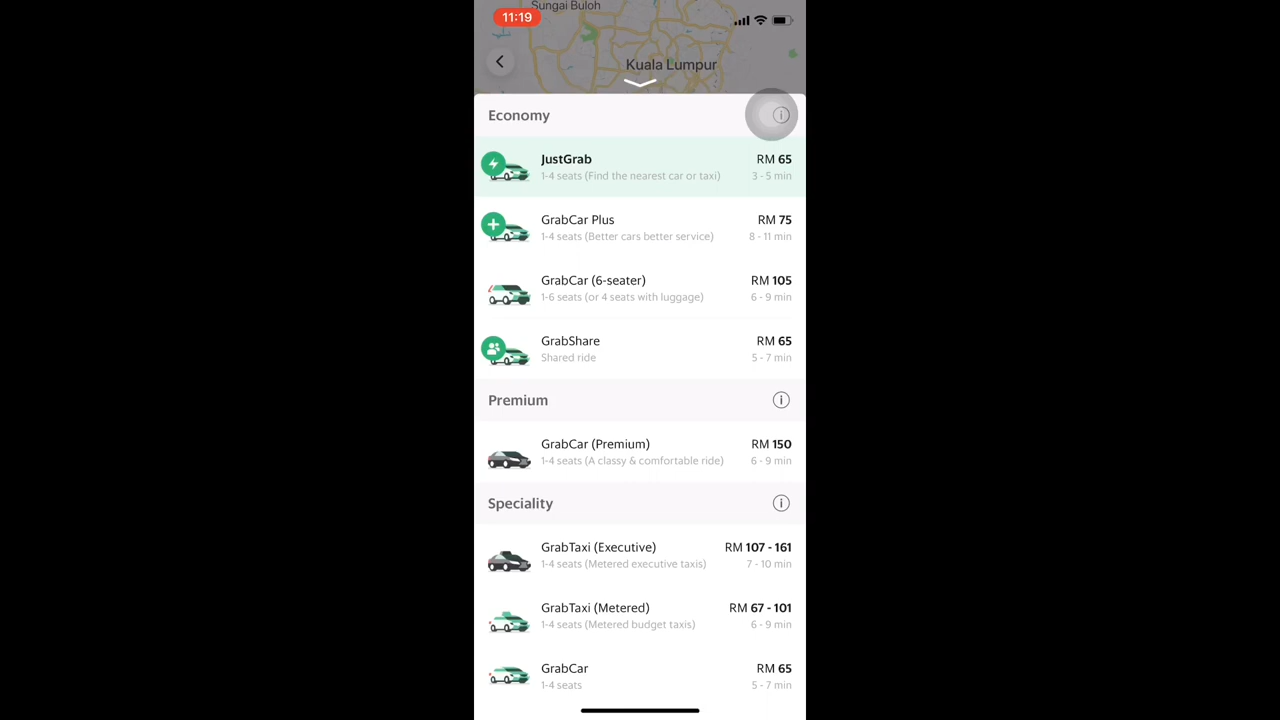 Sungai Buloh
11:19
Kuala Lumpur
Economy
JustGrab RM 65
1-4 seats (Find the nearest car or taxi) 3 - 5 min
GrabCar Plus RM 75
1-4 seats (Better cars better service) 8 - 11 min
GrabCar (6-seater) RM 105
1-6 seats (or 4 seats with luggage) 6 - 9 min
GrabShare RM 65
Shared ride 5 - 7 min
Premium
GrabCar (Premium) RM 150
1-4 seats (A classy & comfortable ride) 6 - 9 min
Speciality
GrabTaxi (Executive) RM 107 - 161
1-4 seats (Metered executive taxis) 7 - 10 min
GrabTaxi (Metered) RM 67 - 101
1-4 seats (Metered budget taxis) 6 - 9 min
GrabCar RM 65
1-4 seats 5 - 7 min